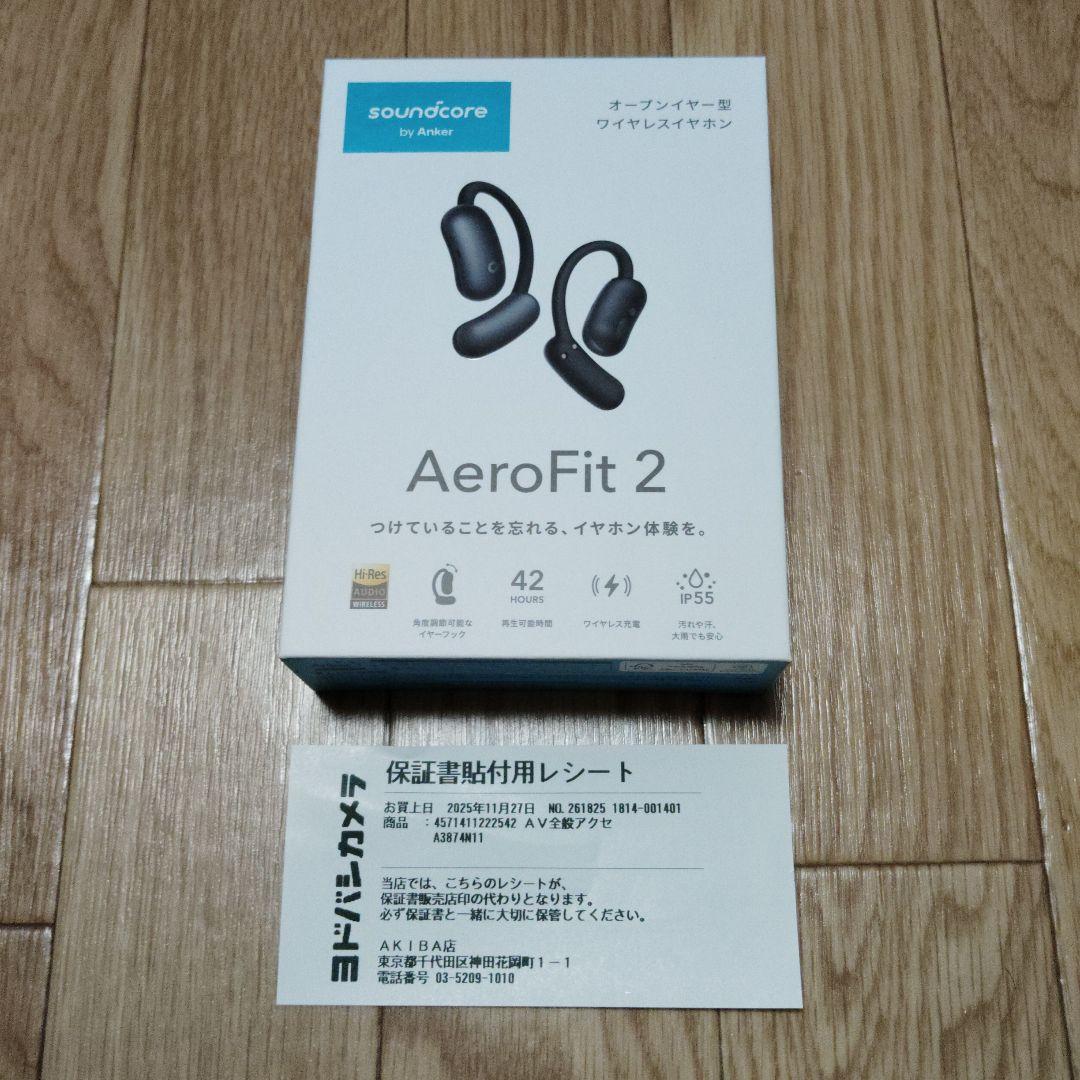 soundcore
by Anker
オープンイヤー型
ワイヤレスイヤホン
AeroFit 2
つけていることを忘れる、イヤホン体験を。
Hi-Res
AUDIO
WIRELESS
角度調節可能な
イヤーフック
42
HOURS
再生可能時間
ワイヤレス充電
IP55
汚れや汗、
大雨でも安心
ヨドバシカメラ
保証書貼付用レシート
お買上日 2025年11月27日 NO. 261825 1814-001401
商品 :4571411222542 AV全般アクセ
A3874N11
当店では、こちらのレシートが、
保証書販売店印の代わりとなります。
必ず保証書と一緒に大切に保管してください。
AKIBA店
東京都千代田区神田花岡町1-1
電話番号 03-5209-1010